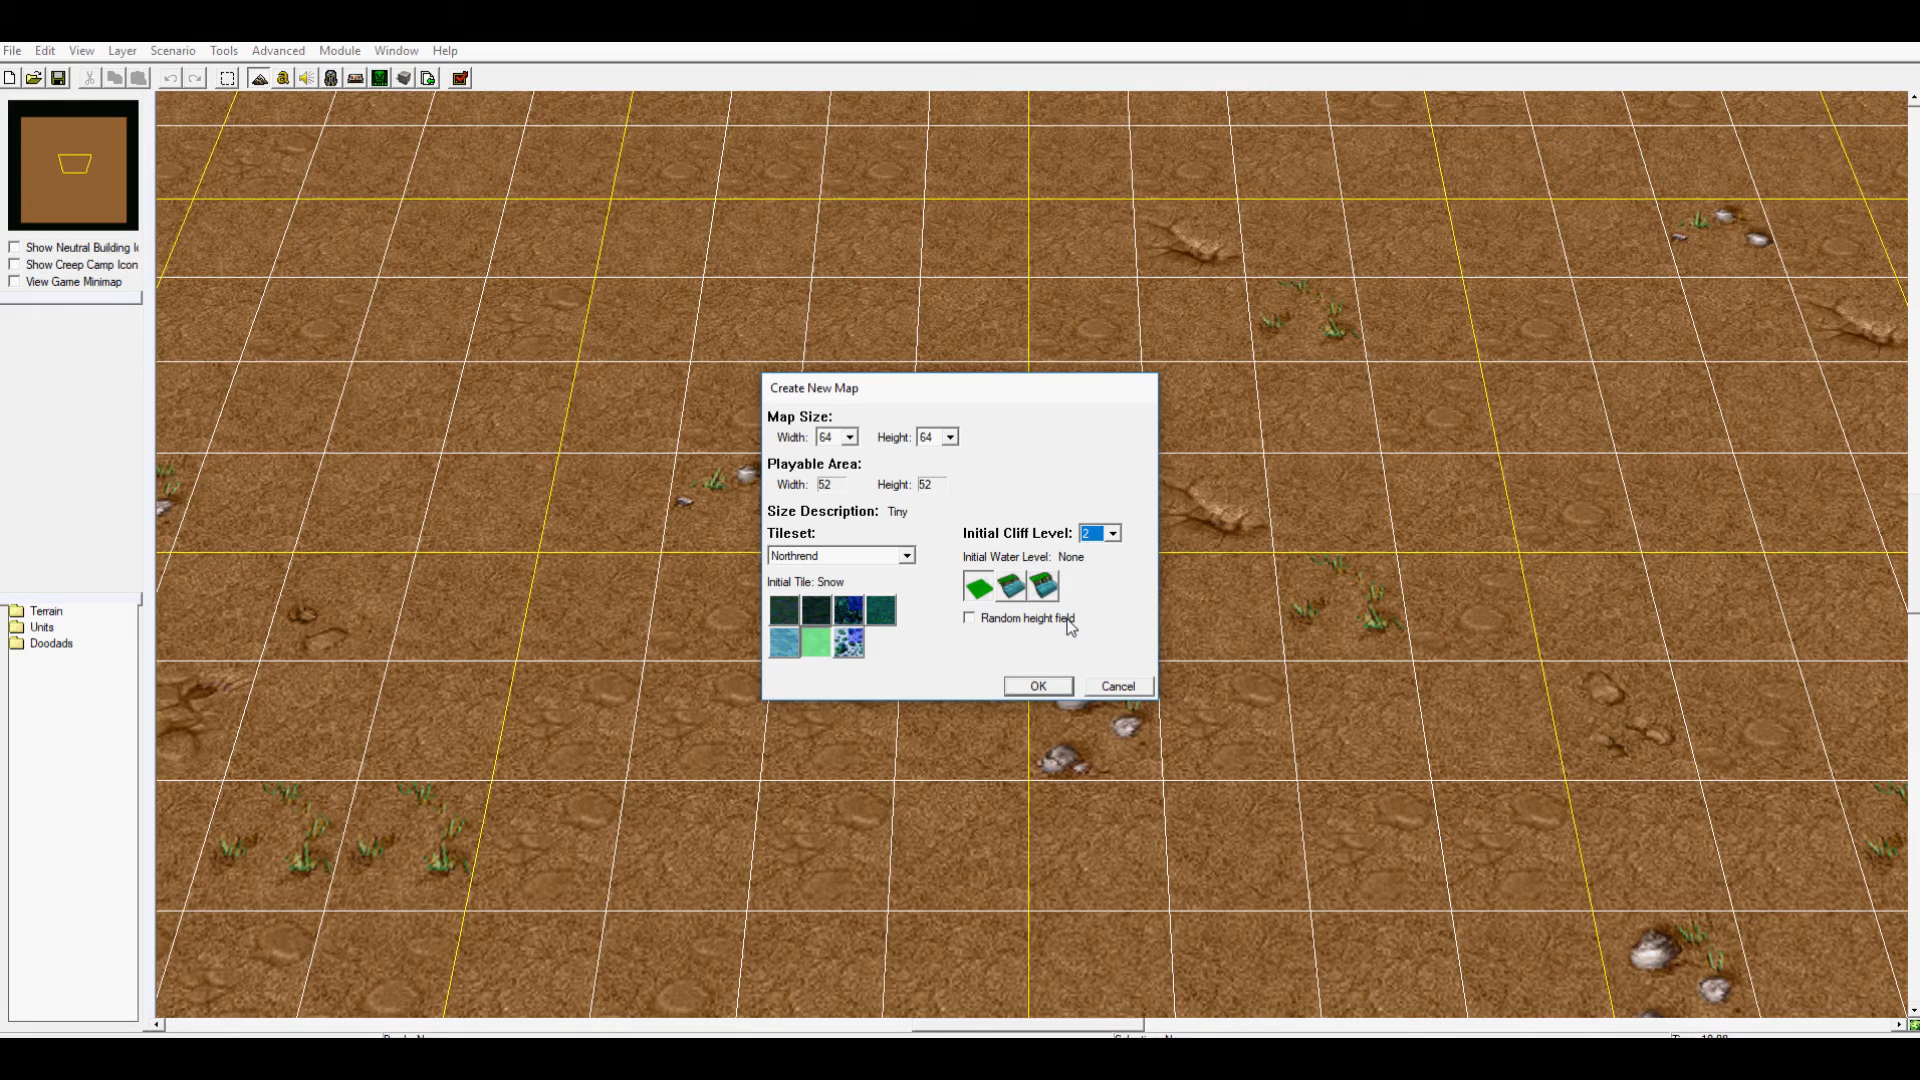 File Edit View Layer Scenario Tools Advanced Module Window Help
Show Neutral Building
Show Creep Camp Icon
View Game Minimap
Terrain
Units
Doodads
Create New Map
Map Size:
Width: 64 Height: 64
Playable Area:
Width: 52 Height: 52
Size Description: Tiny
Tileset:
Northrend
Initial Tile: Snow
Initial Cliff Level: 2
Initial Water Level: None
Random height field
OK Cancel